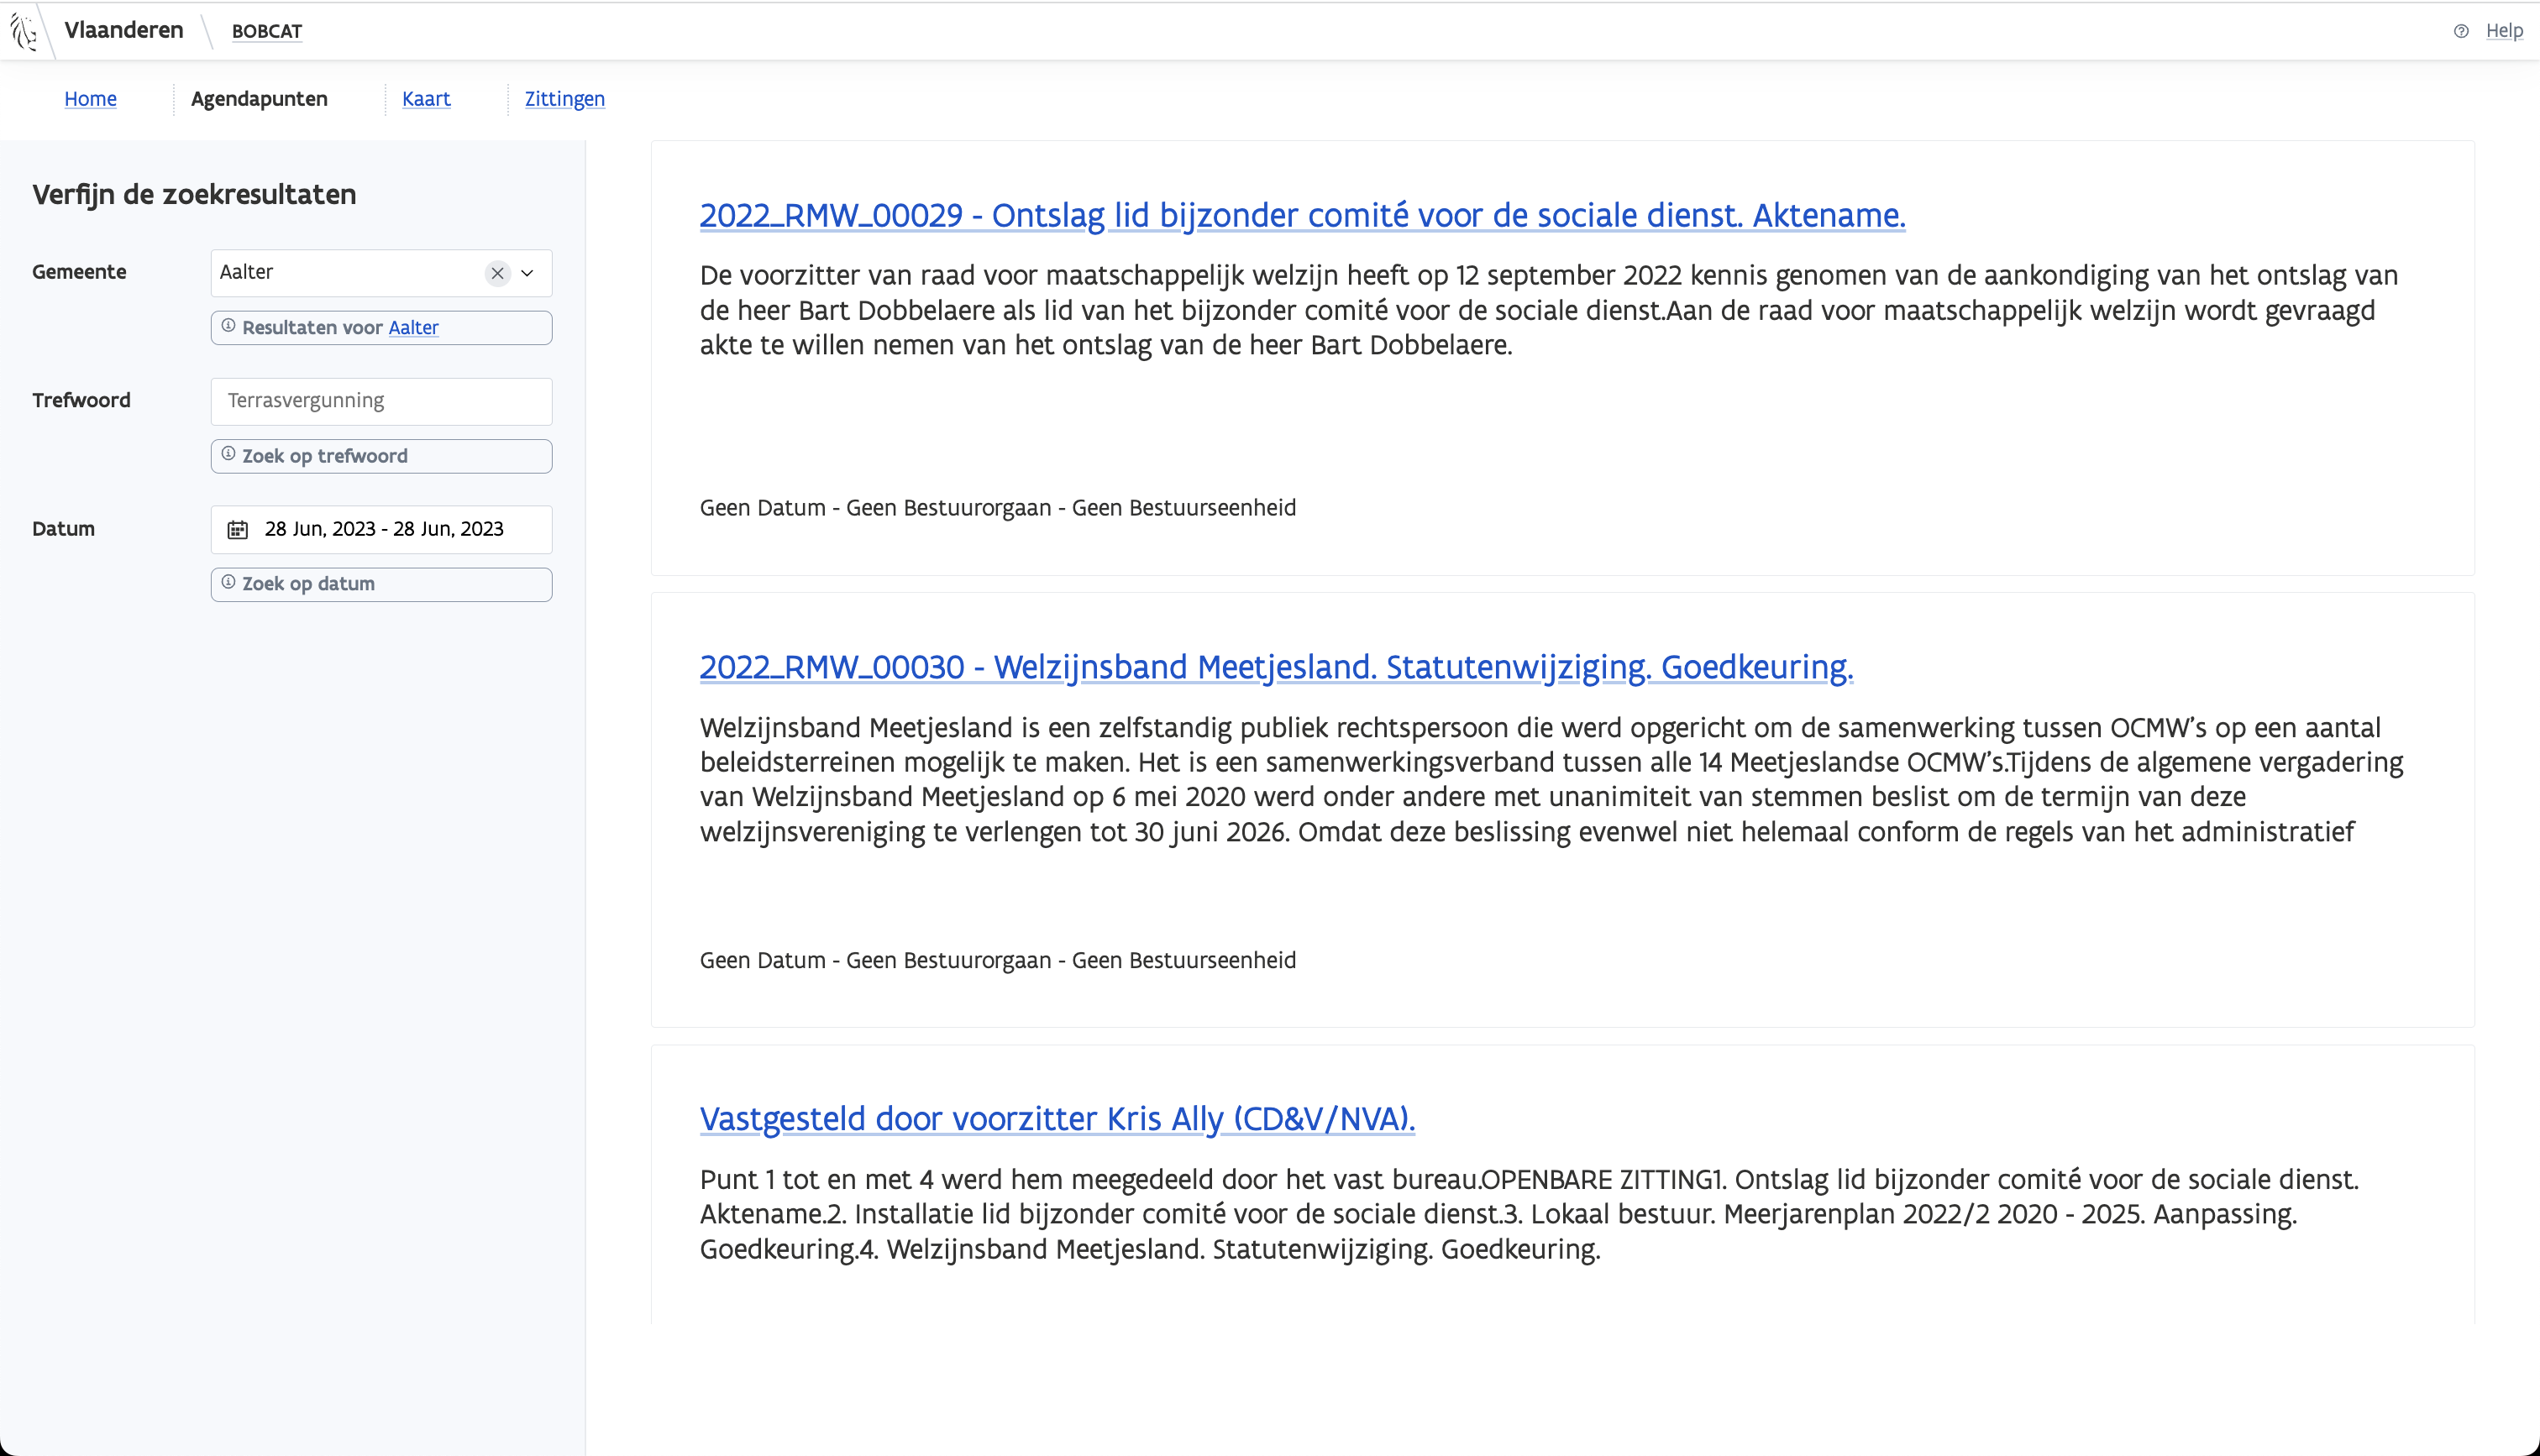 Vlaanderen BOBCAT Help
Home Agendapunten Kaart Zittingen
Verfijn de zoekresultaten
Gemeente Aalter
Resultaten voor Aalter
Trefwoord Terrasvergunning
Zoek op trefwoord
Datum 28 Jun, 2023 - 28 Jun, 2023
Zoek op datum
2022_RMW_00029 - Ontslag lid bijzonder comité voor de sociale dienst. Aktename.
De voorzitter van raad voor maatschappelijk welzijn heeft op 12 september 2022 kennis genomen van de aankondiging van het ontslag van
de heer Bart Dobbelaere als lid van het bijzonder comité voor de sociale dienst.Aan de raad voor maatschappelijk welzijn wordt gevraagd
akte te willen nemen van het ontslag van de heer Bart Dobbelaere.
Geen Datum - Geen Bestuurorgaan - Geen Bestuurseenheid
2022_RMW_00030 - Welzijnsband Meetjesland. Statutenwijziging. Goedkeuring.
Welzijnsband Meetjesland is een zelfstandig publiek rechtspersoon die werd opgericht om de samenwerking tussen OCMW's op een aantal
beleidsterreinen mogelijk te maken. Het is een samenwerkingsverband tussen alle 14 Meetjeslandse OCMW's.Tijdens de algemene vergadering
van Welzijnsband Meetjesland op 6 mei 2020 werd onder andere met unanimiteit van stemmen beslist om de termijn van deze
welzijnsvereniging te verlengen tot 30 juni 2026. Omdat deze beslissing evenwel niet helemaal conform de regels van het administratief
Geen Datum - Geen Bestuurorgaan - Geen Bestuurseenheid
Vastgesteld door voorzitter Kris Ally (CD&V/NVA).
Punt 1 tot en met 4 werd hem meegedeeld door het vast bureau.OPENBARE ZITTING1. Ontslag lid bijzonder comité voor de sociale dienst.
Aktename.2. Installatie lid bijzonder comité voor de sociale dienst.3. Lokaal bestuur. Meerjarenplan 2022/2 2020 - 2025. Aanpassing.
Goedkeuring.4. Welzijnsband Meetjesland. Statutenwijziging. Goedkeuring.